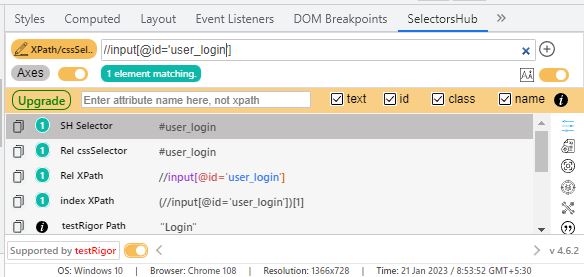 Styles Computed Layout Event Listeners DOM Breakpoints SelectorsHub
XPath/cssSel.. //input[@id='user_login']
Axes 1 element matching.
Upgrade Enter attribute name here, not xpath text id class name
1 SH Selector #user_login
1 Rel cssSelector #user_login
1 Rel XPath //input[@id='user_login']
1 index XPath (//input[@id='user_login'])[1]
testRigor Path "Login"
Supported by testRigor v 4.6.2
OS: Windows 10 | Browser: Chrome 108 | Resolution: 1366x728 | Time: 21 Jan 2023 / 8:53:52 GMT+5:30